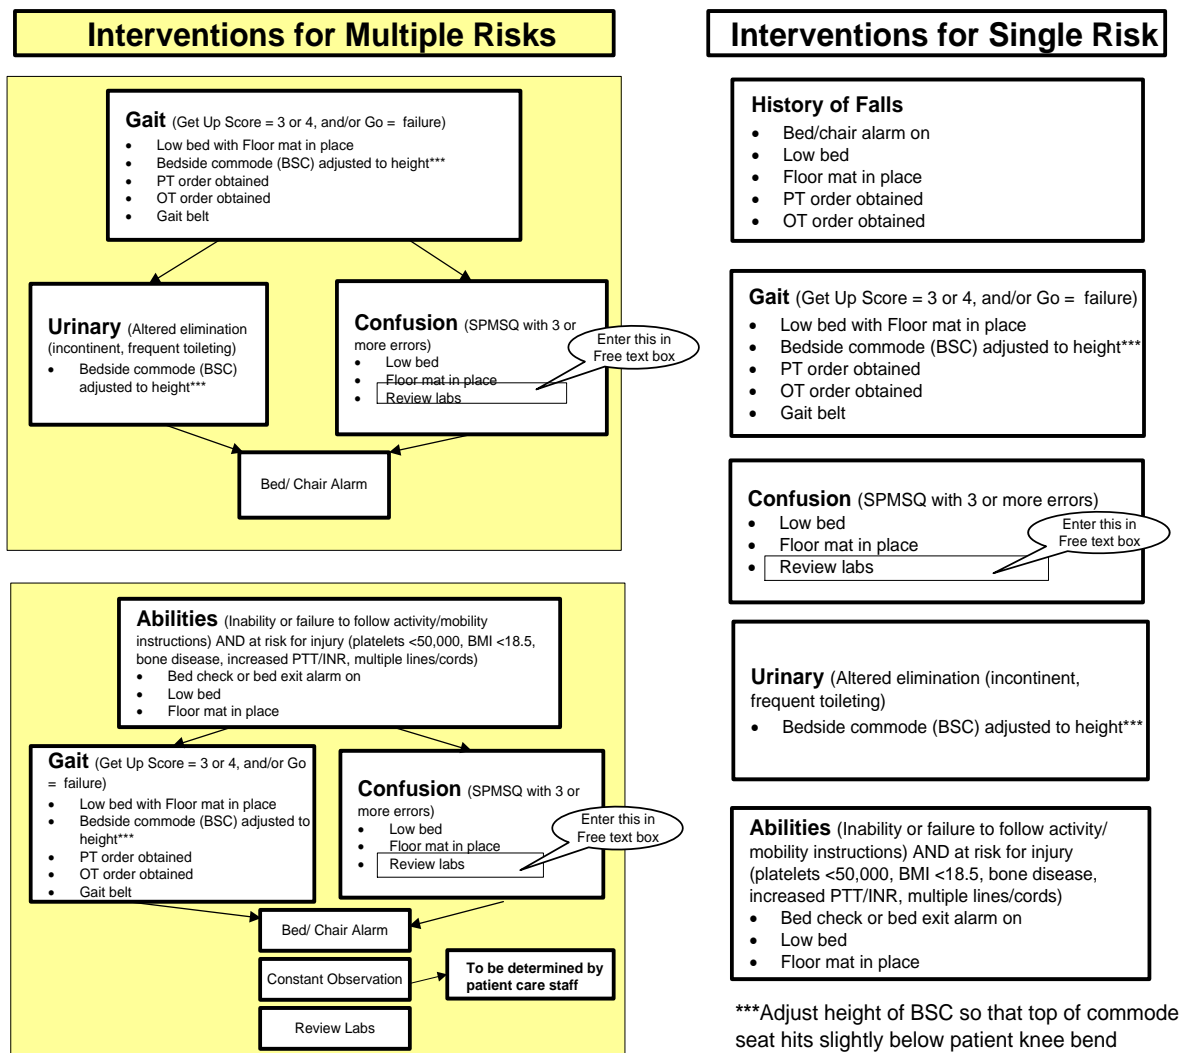 Interventions for Multiple Risks
Gait (Get Up Score = 3 or 4, and/or Go = failure)
• Low bed with Floor mat in place
• Bedside commode (BSC) adjusted to height***
• PT order obtained
• OT order obtained
• Gait belt
Urinary (Altered elimination
(incontinent, frequent toileting)
• Bedside commode (BSC)
adjusted to height***
Confusion (SPMSQ with 3 or
more errors)
• Low bed
• Floor mat in place
• Review labs
Enter this in
Free text box
Bed/ Chair Alarm
Abilities (Inability or failure to follow activity/mobility
instructions) AND at risk for injury (platelets <50,000, BMI <18.5,
bone disease, increased PTT/INR, multiple lines/cords)
• Bed check or bed exit alarm on
• Low bed
• Floor mat in place
Gait (Get Up Score = 3 or 4, and/or Go
= failure)
• Low bed with Floor mat in place
• Bedside commode (BSC) adjusted to
height***
• PT order obtained
• OT order obtained
• Gait belt
Confusion (SPMSQ with 3 or
more errors)
• Low bed
• Floor mat in place
• Review labs
Enter this in
Free text box
Bed/ Chair Alarm
Constant Observation
To be determined by
patient care staff
Review Labs
Interventions for Single Risk
History of Falls
• Bed/chair alarm on
• Low bed
• Floor mat in place
• PT order obtained
• OT order obtained
Gait (Get Up Score = 3 or 4, and/or Go = failure)
• Low bed with Floor mat in place
• Bedside commode (BSC) adjusted to height***
• PT order obtained
• OT order obtained
• Gait belt
Confusion (SPMSQ with 3 or more errors)
• Low bed
• Floor mat in place
• Review labs
Enter this in
Free text box
Urinary (Altered elimination (incontinent,
frequent toileting)
• Bedside commode (BSC) adjusted to height***
Abilities (Inability or failure to follow activity/
mobility instructions) AND at risk for injury
(platelets <50,000, BMI <18.5, bone disease,
increased PTT/INR, multiple lines/cords)
• Bed check or bed exit alarm on
• Low bed
• Floor mat in place
***Adjust height of BSC so that top of commode
seat hits slightly below patient knee bend